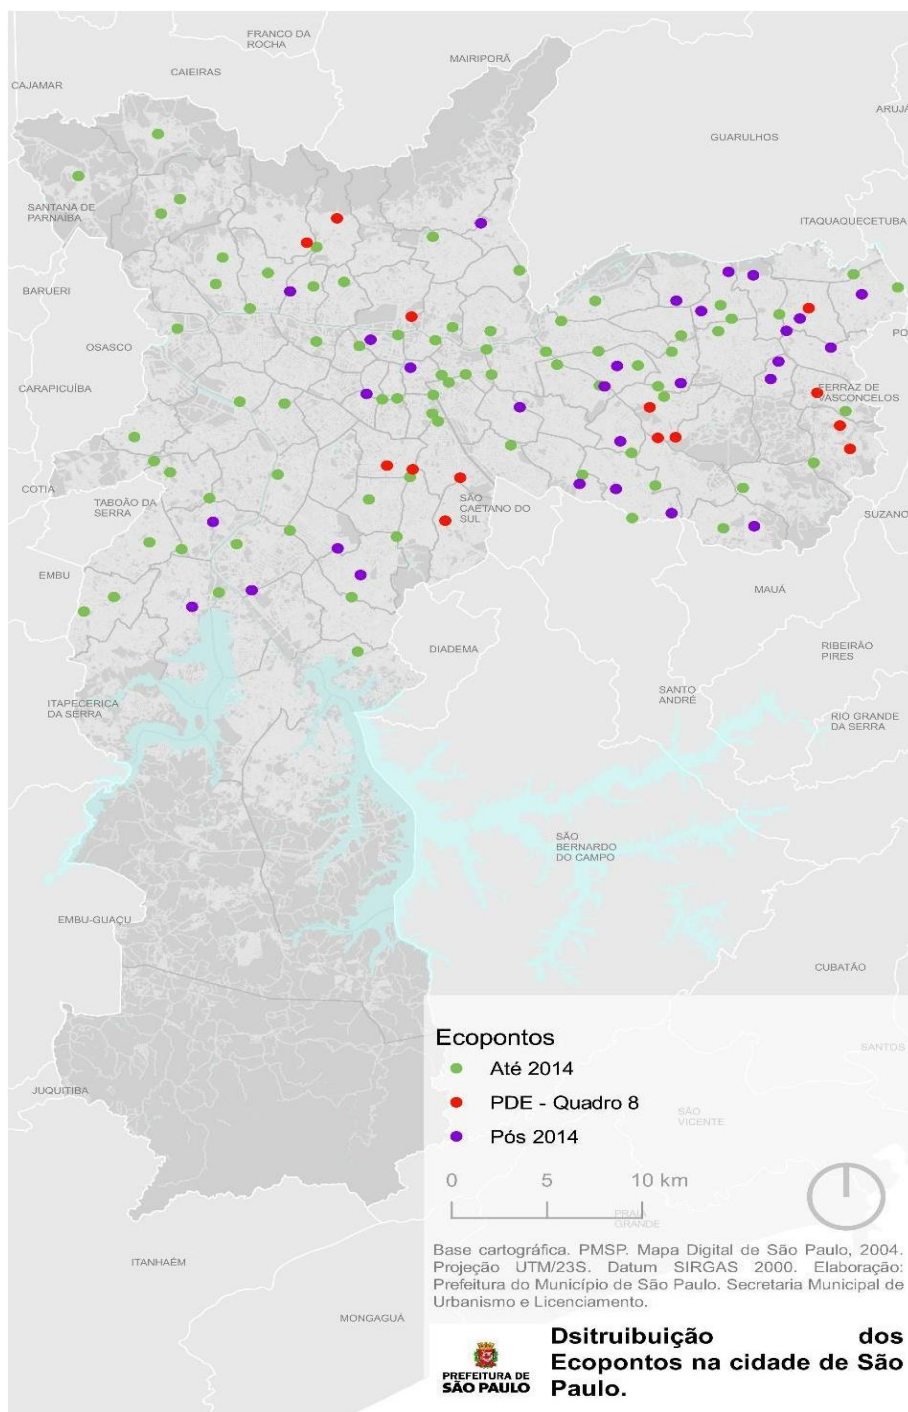 FRANCO DA
ROCHA
MAIRIPORÃ
CAIEIRAS
CAJAMAR
ARUJÁ
GUARULHOS
SANTANA DE
PARNAÍBA
ITAQUAQUECETUBA
BARUERI
OSASCO
PO
CARAPICUÍBA
FERRAZ DE
VASCONCELOS
COTIA
TABOÃO DA
SERRA
SÃO
CAETANO DO
SUL
SUZANO
EMBU
MAUÁ
DIADEMA
RIBEIRÃO
PIRES
SANTO
ANDRÉ
ITAPECERICA
DA SERRA
RIO GRANDE
DA SERRA
SÃO
BERNARDO
DO CAMPO
EMBU-GUAÇU
CUBATÃO
Ecopontos
Até 2014
SANTOS
JUQUITIBA
PDE - Quadro 8
SÃO
VICENTE
Pós 2014
0 5 10 km
PRAIA
GRANDE
ITANHAÉM
Base cartográfica. PMSP. Mapa Digital de São Paulo, 2004.
Projeção UTM/23S. Datum SIRGAS 2000. Elaboração:
Prefeitura do Município de São Paulo. Secretaria Municipal de
Urbanismo e Licenciamento.
MONGAGUÁ
PREFEITURA DE
SÃO PAULO
Dsitruibuição dos
Ecopontos na cidade de São
Paulo.